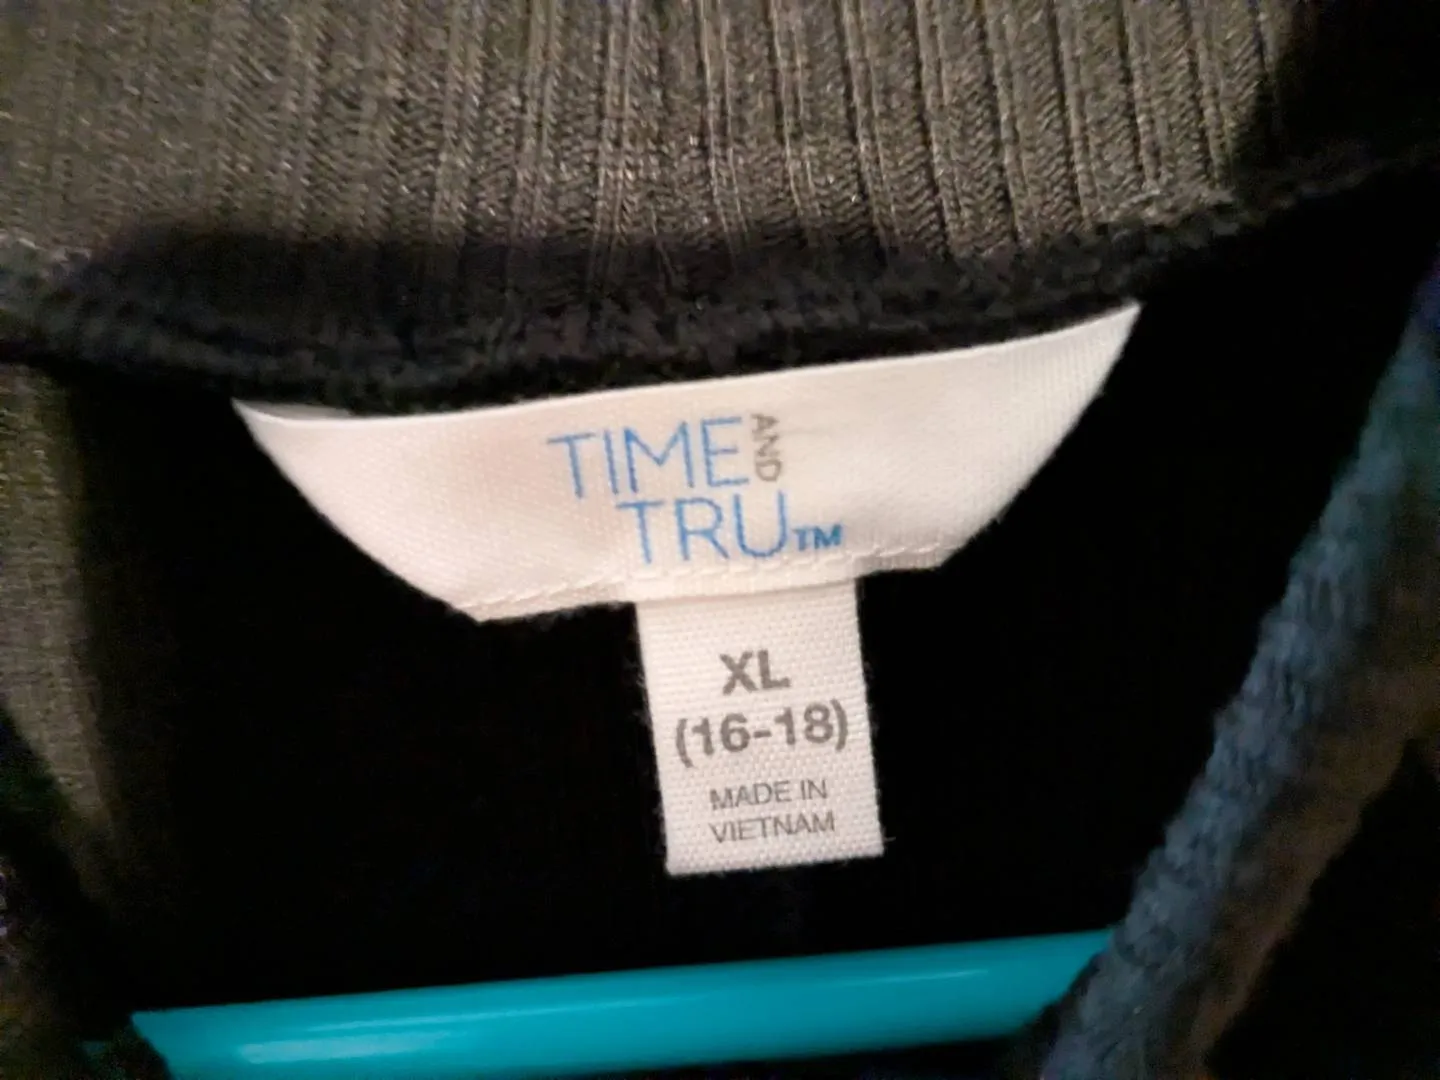 TIME AND
TRU™
XL
(16-18)
MADE IN
VIETNAM